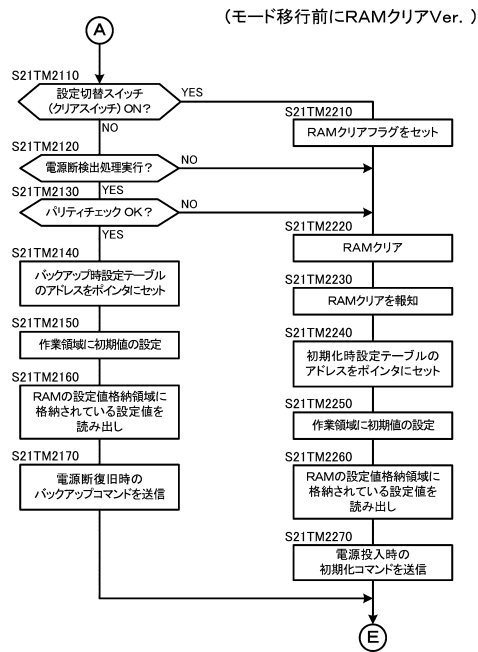 (モード移行前にRAMクリアVer. )
A
S21TM2110
設定切替スイッチ
(クリアスイッチ) ON?
YES
NO
S21TM2210
RAMクリアフラグをセット
S21TM2120
電源断検出処理実行?
NO
YES
S21TM2130
パリティチェック OK?
NO
YES
S21TM2220
RAMクリア
S21TM2140
バックアップ時設定テーブル
のアドレスをポインタにセット
S21TM2230
RAMクリアを報知
S21TM2150
作業領域に初期値の設定
S21TM2240
初期化時設定テーブルの
アドレスをポインタにセット
S21TM2160
RAMの設定値格納領域に
格納されている設定値を
読み出し
S21TM2250
作業領域に初期値の設定
S21TM2170
電源断復旧時の
バックアップコマンドを送信
S21TM2260
RAMの設定値格納領域に
格納されている設定値を
読み出し
S21TM2270
電源投入時の
初期化コマンドを送信
E